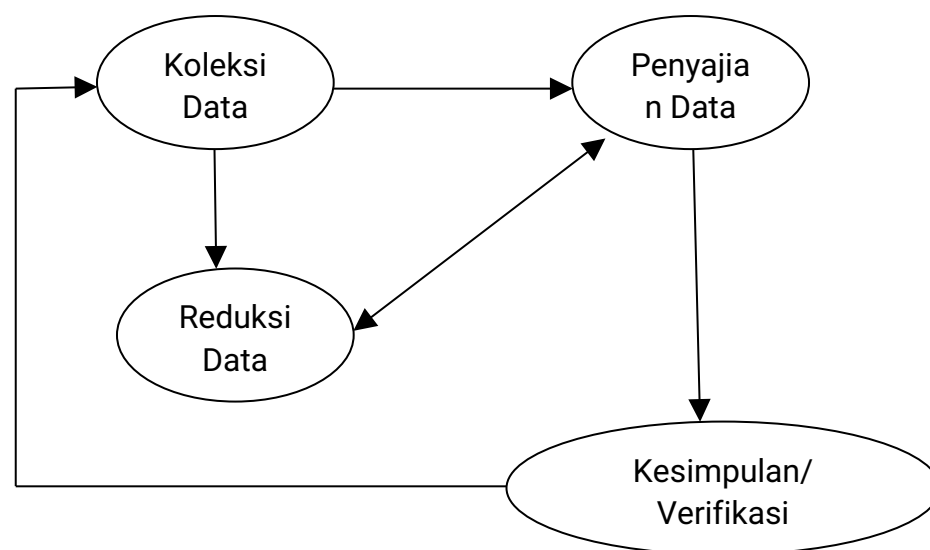 Koleksi
Data
Penyajia
n Data
Reduksi
Data
Kesimpulan/
Verifikasi